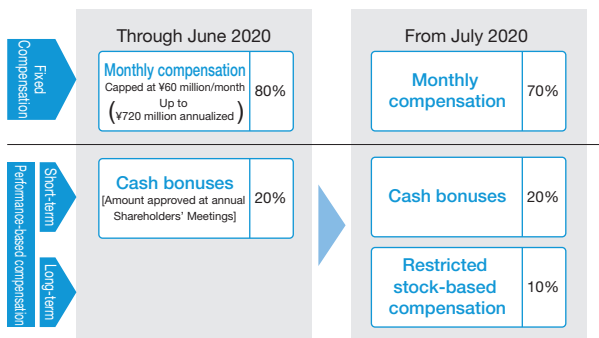 Through June 2020
From July 2020
Fixed
Compensation
Monthly compensation
Capped at ¥60 million/month
Up to
(¥720 million annualized)
80%
Monthly
compensation
70%
Performance-based compensation
Short-term
Cash bonuses
[Amount approved at annual
Shareholders' Meetings]
20%
Cash bonuses
20%
Long-term
Restricted
stock-based
compensation
10%